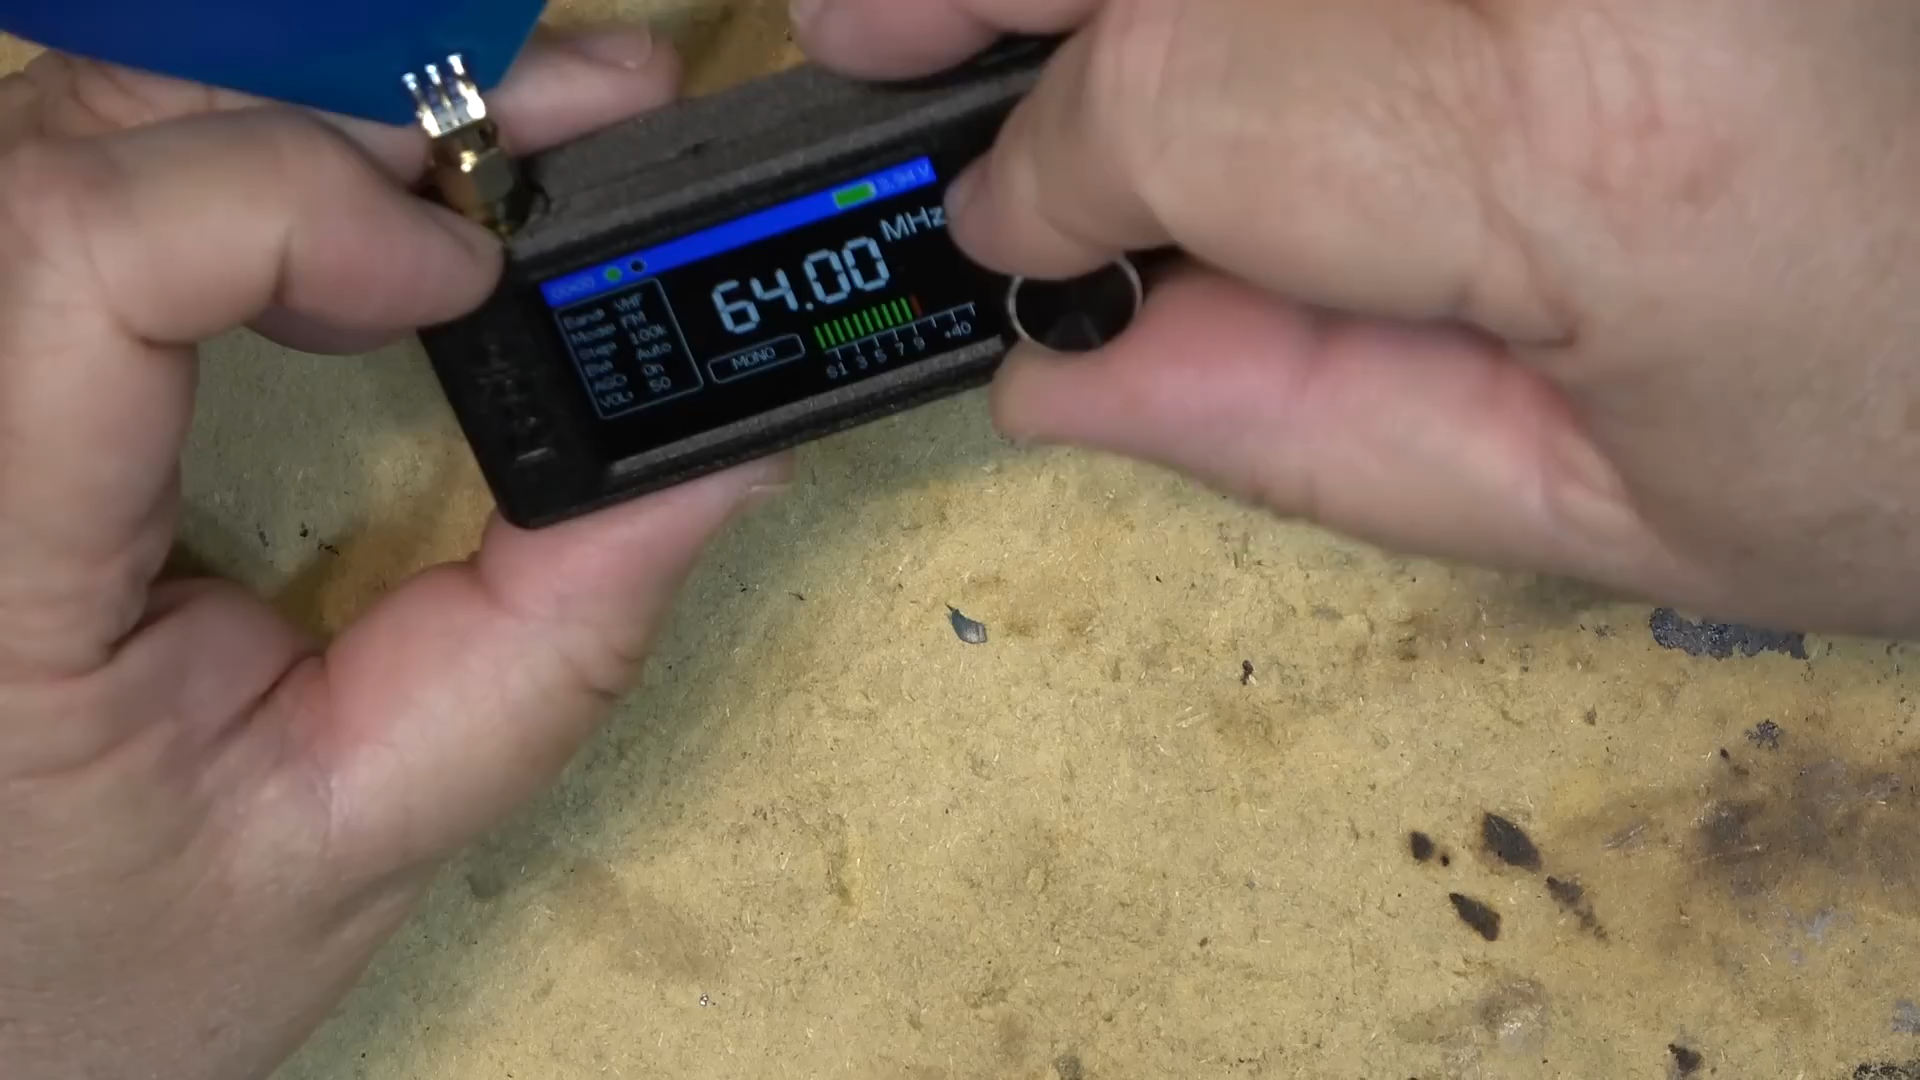 64.00 MHz
Band: VHF
Mode: FM
Step: 100k
BW: Auto
AGC: On
VOL: 50
MONO
S1 3 5 7 9 +40